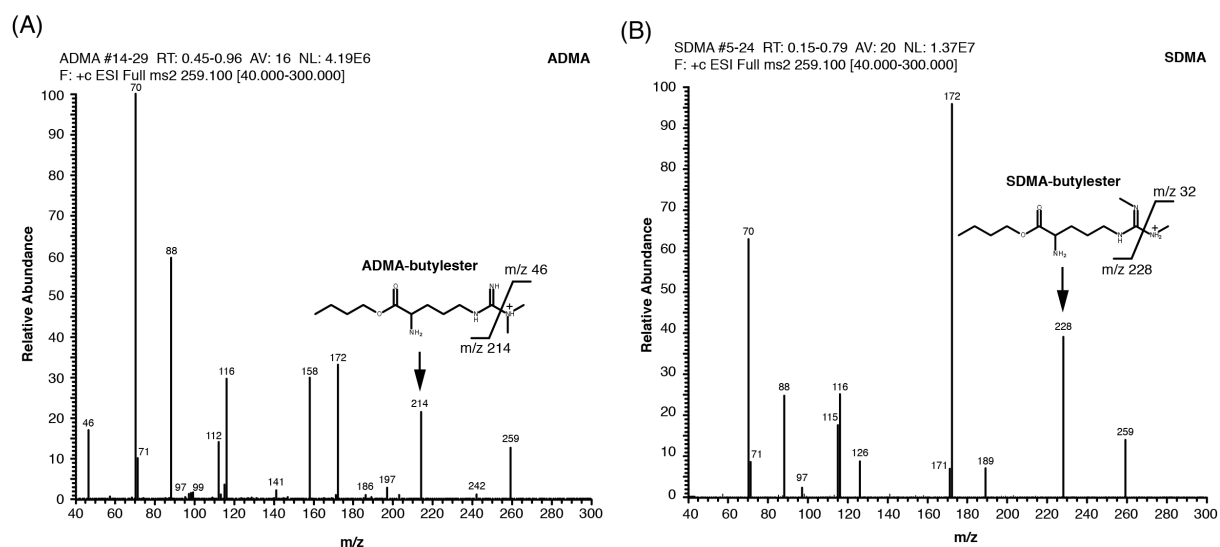 (A)
ADMA #14-29 RT: 0.45-0.96 AV: 16 NL: 4.19E6
F: +c ESI Full ms2 259.100 [40.000-300.000]
ADMA
Relative Abundance
100
90
80
70
60
50
40
30
20
10
0
46
70
71
88
97
99
112
116
141
158
172
186
197
214
242
259
ADMA-butylester
O
O
NH₂
N
H
NH
+
NH
m/z 46
m/z 214
40 60 80 100 120 140 160 180 200 220 240 260 280 300
m/z
(B)
SDMA #5-24 RT: 0.15-0.79 AV: 20 NL: 1.37E7
F: +c ESI Full ms2 259.100 [40.000-300.000]
SDMA
Relative Abundance
100
90
80
70
60
50
40
30
20
10
0
70
71
88
97
115
116
126
171
172
189
228
259
SDMA-butylester
O
O
NH₂
N
H
N
+
NH₂
m/z 32
m/z 228
40 60 80 100 120 140 160 180 200 220 240 260 280 300
m/z